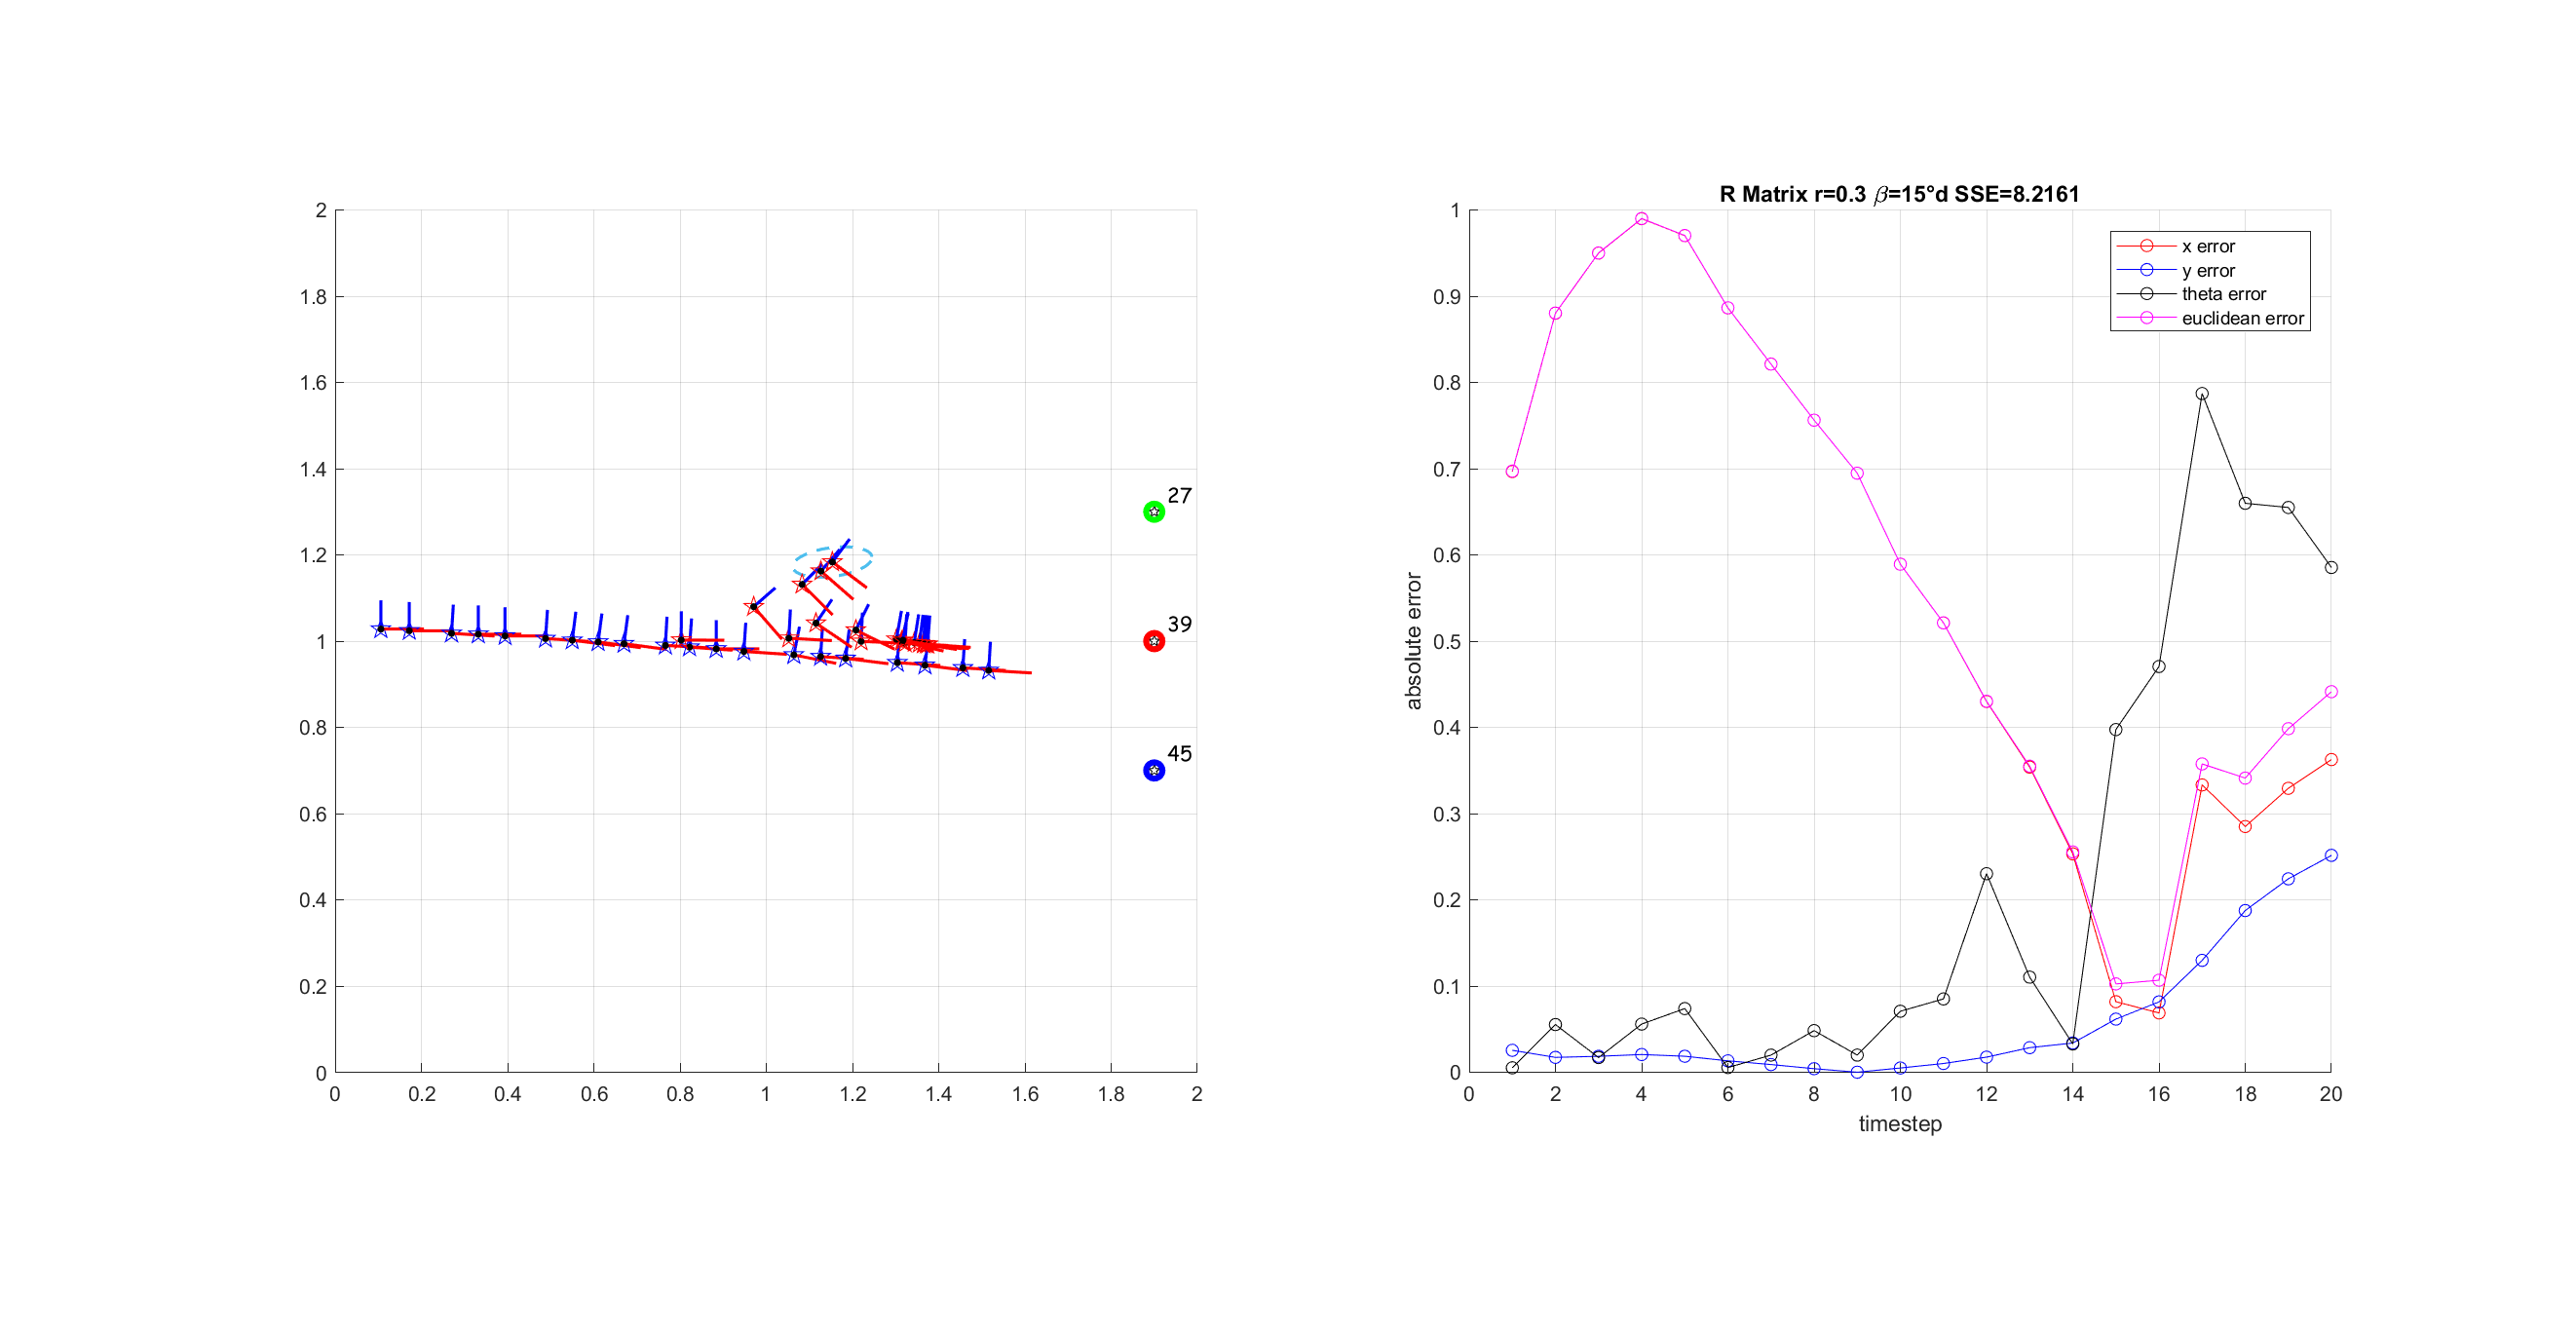 2
1.8
1.6
1.4
1.2
1
0.8
0.6
0.4
0.2
0
0 0.2 0.4 0.6 0.8 1 1.2 1.4 1.6 1.8 2
27
39
45
R Matrix r=0.3 β=15°d SSE=8.2161
1
0.9
0.8
0.7
0.6
0.5
0.4
0.3
0.2
0.1
0
absolute error
x error
y error
theta error
euclidean error
0 2 4 6 8 10 12 14 16 18 20
timestep